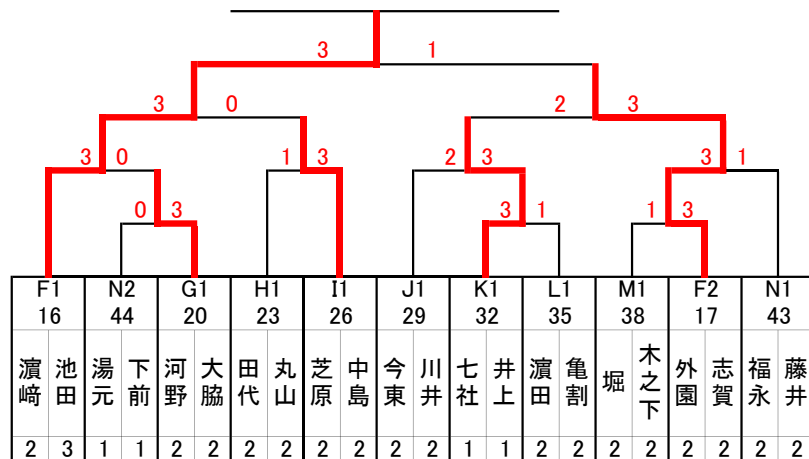 3 1
3 0 2 3
3 0 1 3 2 3 3 1
0 3 3 1 1 3
F1 N2 G1 H1 I1 J1 K1 L1 M1 F2 N1
16 44 20 23 26 29 32 35 38 17 43
濵﨑 池田 湯元 下前 河野 大脇 田代 丸山 芝原 中島 今東 川井 七社 井上 濵田 亀割 堀 木之下 外園 志賀 福永 藤井
2 3 1 1 2 2 2 2 2 2 2 2 1 1 2 2 2 2 2 2 2 2